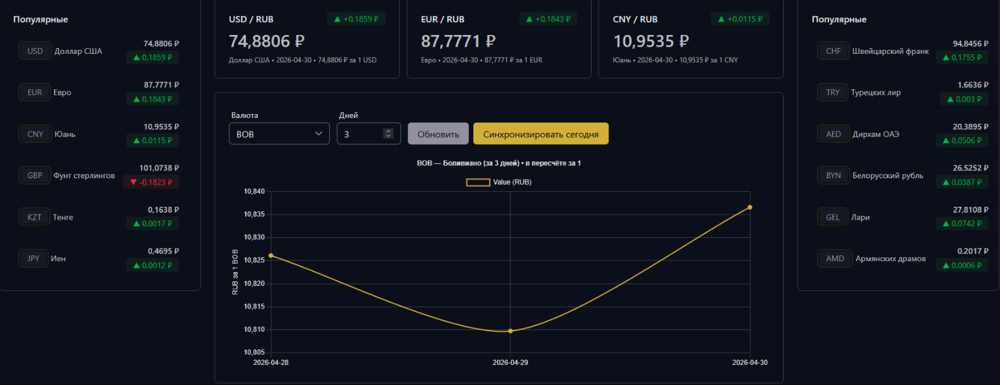 Популярные
USD Доллар США 74,8806 ₽
▲ 0,1859 ₽
EUR Евро 87,7771 ₽
▲ 0,1843 ₽
CNY Юань 10,9535 ₽
▲ 0,0115 ₽
GBP Фунт стерлингов 101,0738 ₽
▼ -0,1823 ₽
KZT Тенге 0,1638 ₽
▲ 0,0017 ₽
JPY Иен 0,4695 ₽
▲ 0,0012 ₽
USD / RUB ▲ +0,1859 ₽
74,8806 ₽
Доллар США • 2026-04-30 • 74,8806 ₽ за 1 USD
EUR / RUB ▲ +0,1843 ₽
87,7771 ₽
Евро • 2026-04-30 • 87,7771 ₽ за 1 EUR
CNY / RUB ▲ +0,0115 ₽
10,9535 ₽
Юань • 2026-04-30 • 10,9535 ₽ за 1 CNY
Валюта Дней
BOB 3 Обновить Синхронизировать сегодня
BOB — Боливиано (за 3 дней) • в пересчёте за 1
Value (RUB)
RUB за 1 BOB
10,840
10,835
10,830
10,825
10,820
10,815
10,810
10,805
2026-04-28 2026-04-29 2026-04-30
Популярные
CHF Швейцарский франк 94,8456 ₽
▲ 0,1755 ₽
TRY Турецких лир 1,6636 ₽
▲ 0,003 ₽
AED Дирхам ОАЭ 20,3895 ₽
▲ 0,0506 ₽
BYN Белорусский рубль 26,5252 ₽
▲ 0,0387 ₽
GEL Лари 27,8108 ₽
▲ 0,0742 ₽
AMD Армянских драмов 0,2017 ₽
▲ 0,0006 ₽